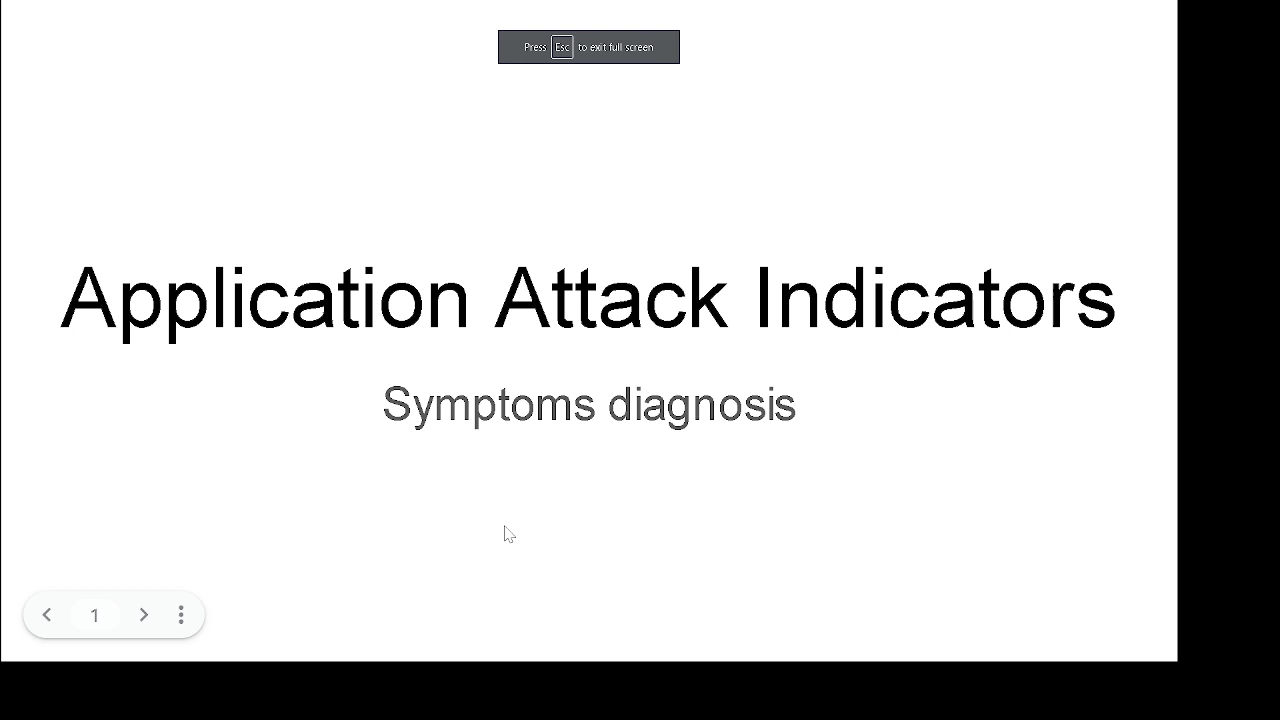 Press Esc to exit full screen
Application Attack Indicators
Symptoms diagnosis
1